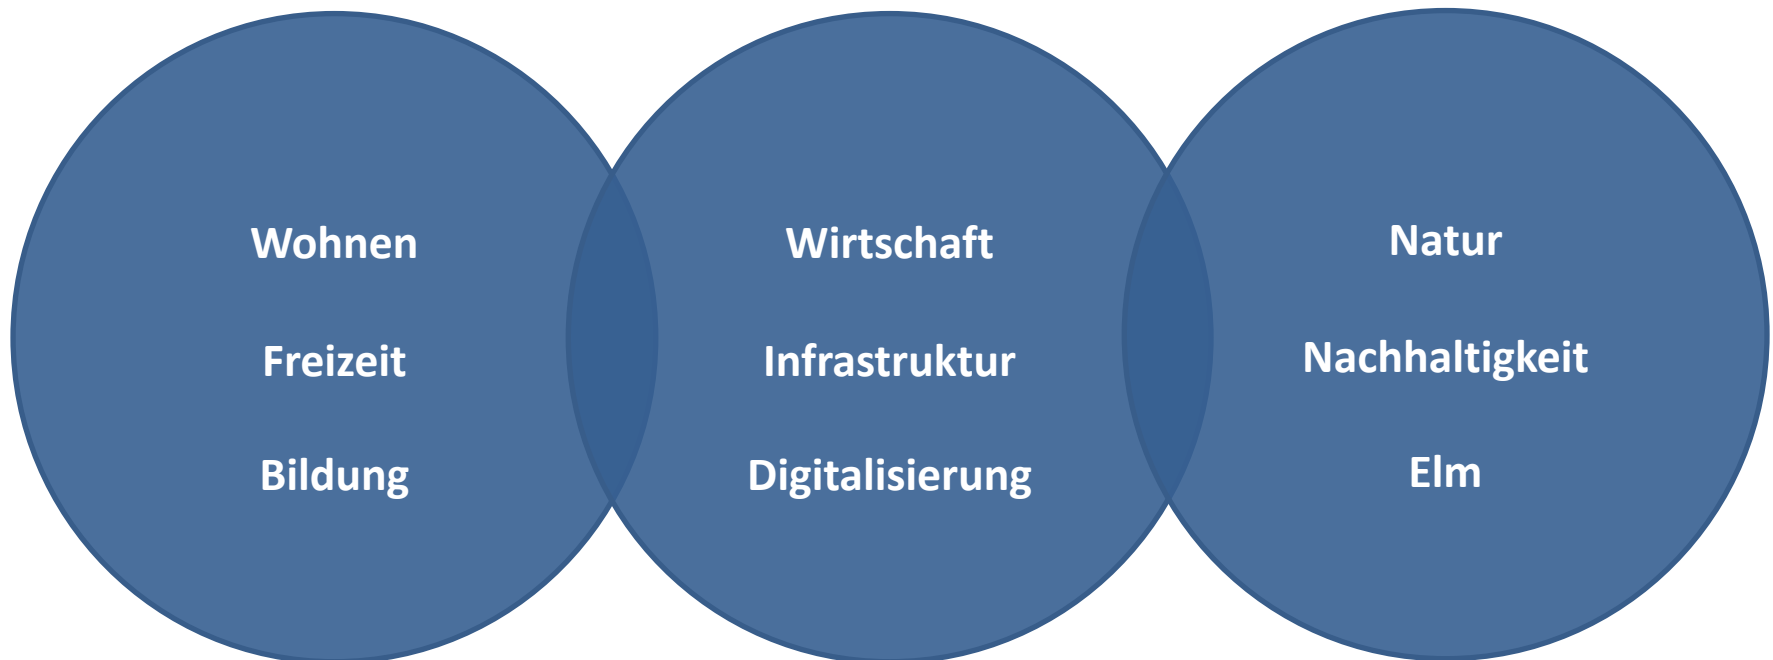 Wohnen
Freizeit
Bildung
Wirtschaft
Infrastruktur
Digitalisierung
Natur
Nachhaltigkeit
Elm